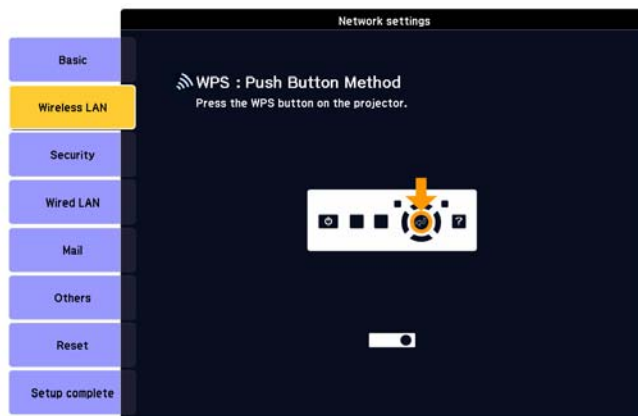 Network settings
Basic
Wireless LAN
Security
Wired LAN
Mail
Others
Reset
Setup complete
WPS : Push Button Method
Press the WPS button on the projector.
?